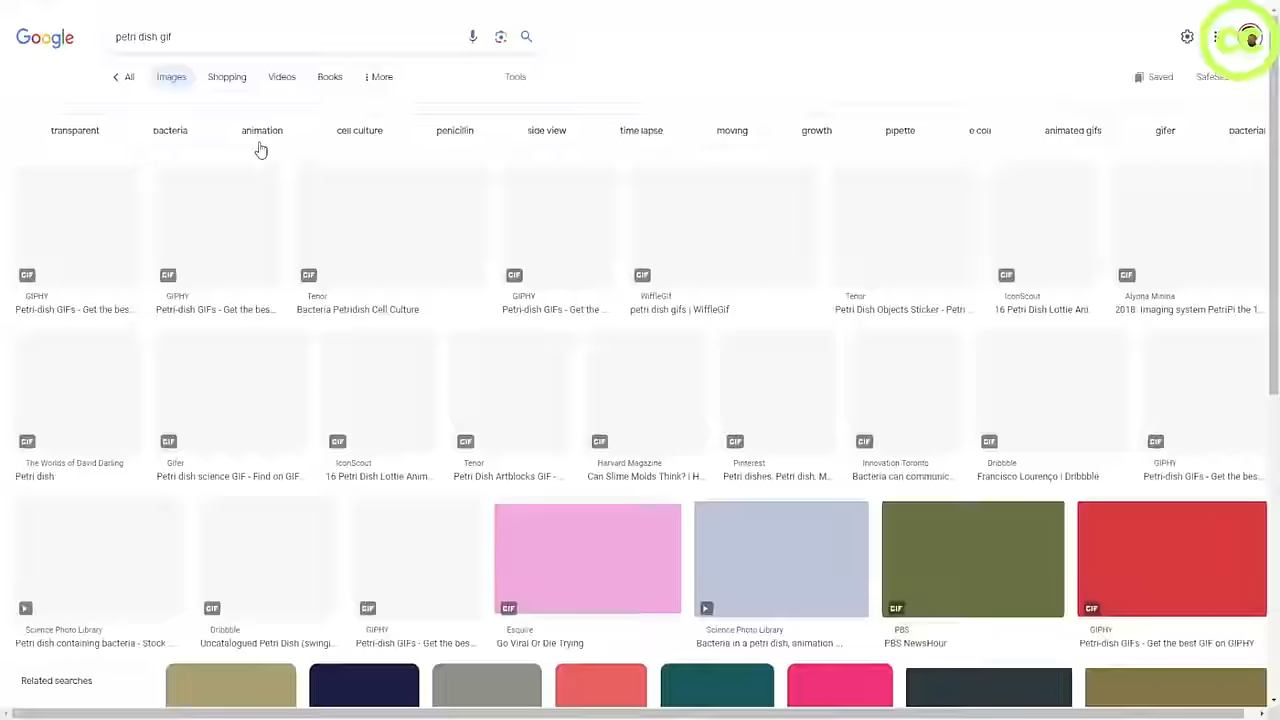 Google
petri dish gif
All Images Shopping Videos Books More Tools Saved
transparent bacteria animation cell culture penicillin side view time lapse moving growth pipette e coli animated gifs gifer bacterial
GIF GIF GIF GIF GIF GIF GIF
GIPHY GIPHY Tenor GIPHY WiffleGif Tenor IconScout Alyona Minina
Petri-dish GIFs - Get the bes... Petri-dish GIFs - Get the bes... Bacteria Petridish Cell Culture Petri-dish GIFs - Get the ... petri dish gifs | WiffleGif Petri Dish Objects Sticker - Petri ... 16 Petri Dish Lottie Ani. 2018: Imaging system PetriPi the 1...
GIF GIF GIF GIF GIF GIF GIF GIF GIF
The Worlds of David Darling Gifer IconScout Tenor Harvard Magazine Pinterest Innovation Toronto Dribbble GIPHY
Petri dish Petri dish science GIF - Find on GIF... 16 Petri Dish Lottie Anim... Petri Dish Artblocks GIF - ... Can Slime Molds Think? | H... Petri dishes. Petri dish. M... Bacteria can communic... Francisco Lourenço | Dribbble Petri-dish GIFs - Get the bes...
GIF GIF GIF GIF GIF
Science Photo Library Dribbble GIPHY Esquire Science Photo Library PBS GIPHY
Petri dish containing bacteria - Stock ... Uncatalogued Petri Dish (swingi... Petri-dish GIFs - Get the bes... Go Viral Or Die Trying Bacteria in a petri dish, animation ... PBS NewsHour Petri-dish GIFs - Get the best GIF on GIPHY
Related searches